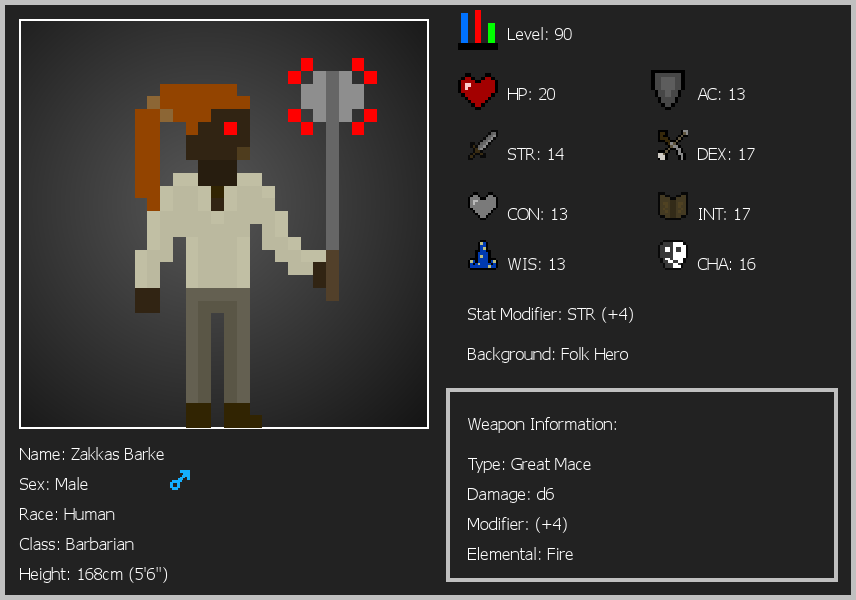 Level: 90
HP: 20
AC: 13
STR: 14
DEX: 17
CON: 13
INT: 17
WIS: 13
CHA: 16
Stat Modifier: STR (+4)
Background: Folk Hero
Weapon Information:
Type: Great Mace
Damage: d6
Modifier: (+4)
Elemental: Fire
Name: Zakkas Barke
Sex: Male
Race: Human
Class: Barbarian
Height: 168cm (5'6")